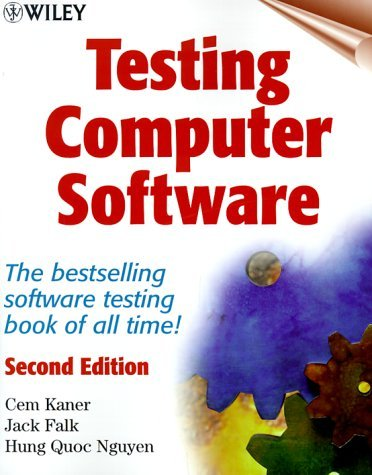 WILEY
Testing
Computer
Software
The bestselling
software testing
book of all time!
Second Edition
Cem Kaner
Jack Falk
Hung Quoc Nguyen